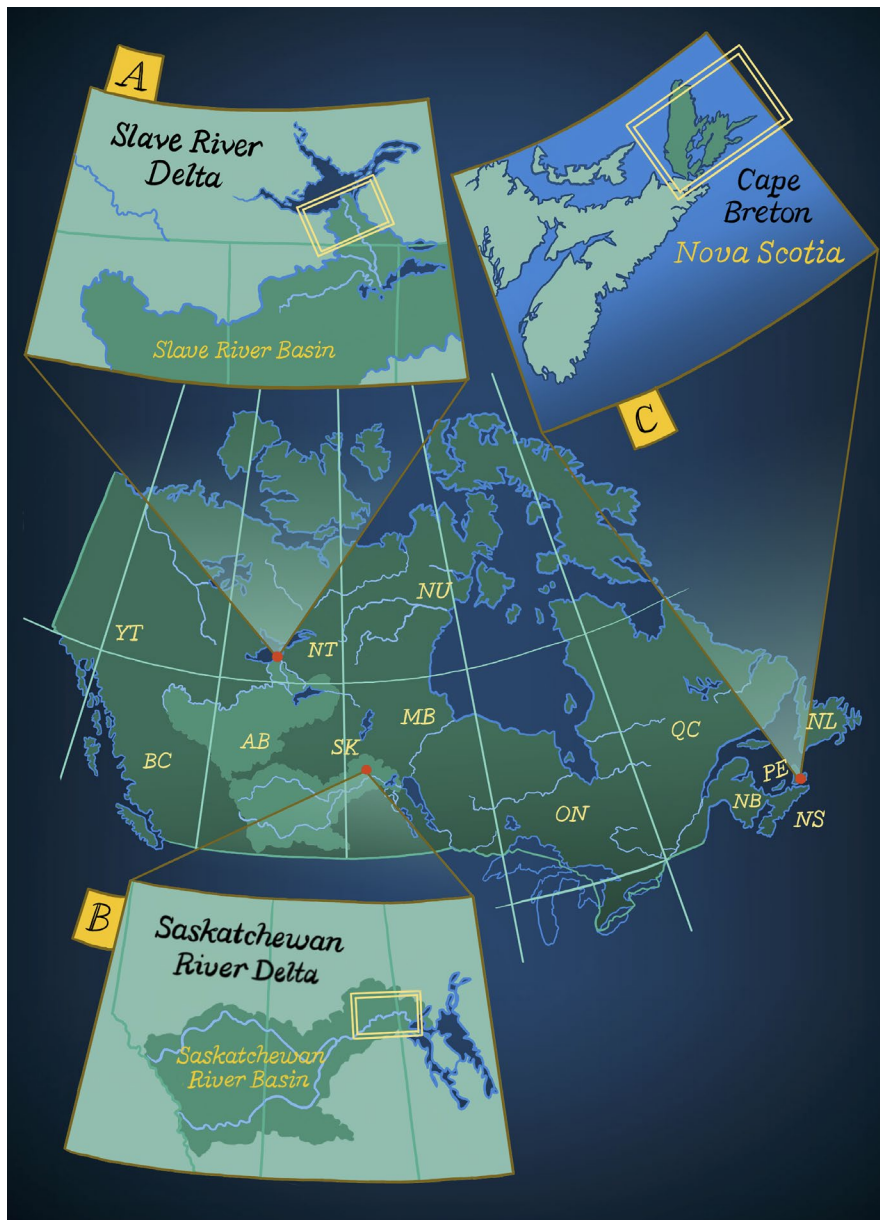 A
Slave River
Delta
Slave River Basin
Cape
Breton
Nova Scotia
C
YT
NT
NU
BC
AB
SK
MB
ON
QC
NL
PE
NB
NS
B
Saskatchewan
River Delta
Saskatchewan
River Basin